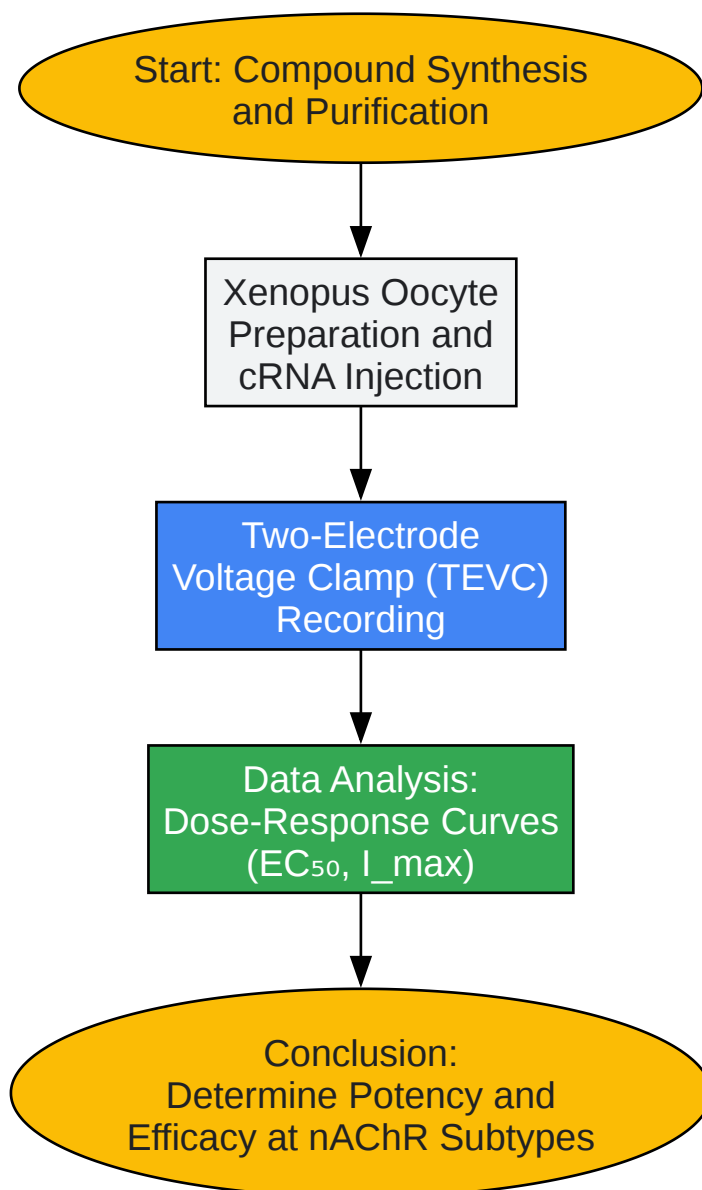 Start: Compound Synthesis
and Purification
Xenopus Oocyte
Preparation and
cRNA Injection
Two-Electrode
Voltage Clamp (TEVC)
Recording
Data Analysis:
Dose-Response Curves
(EC₅₀, I_max)
Conclusion:
Determine Potency and
Efficacy at nAChR Subtypes